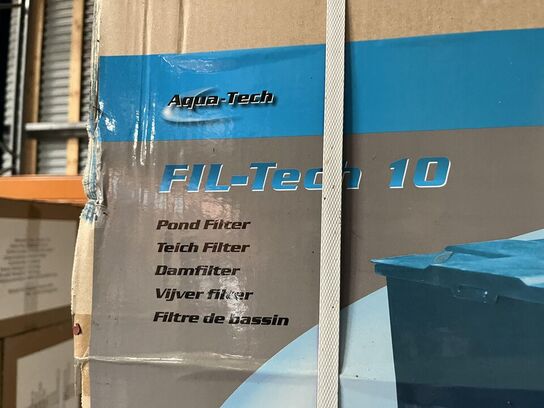 Aqua-Tech
FIL-Tech 10
Pond Filter
Teich Filter
Damfilter
Vijver filter
Filtre de bassin